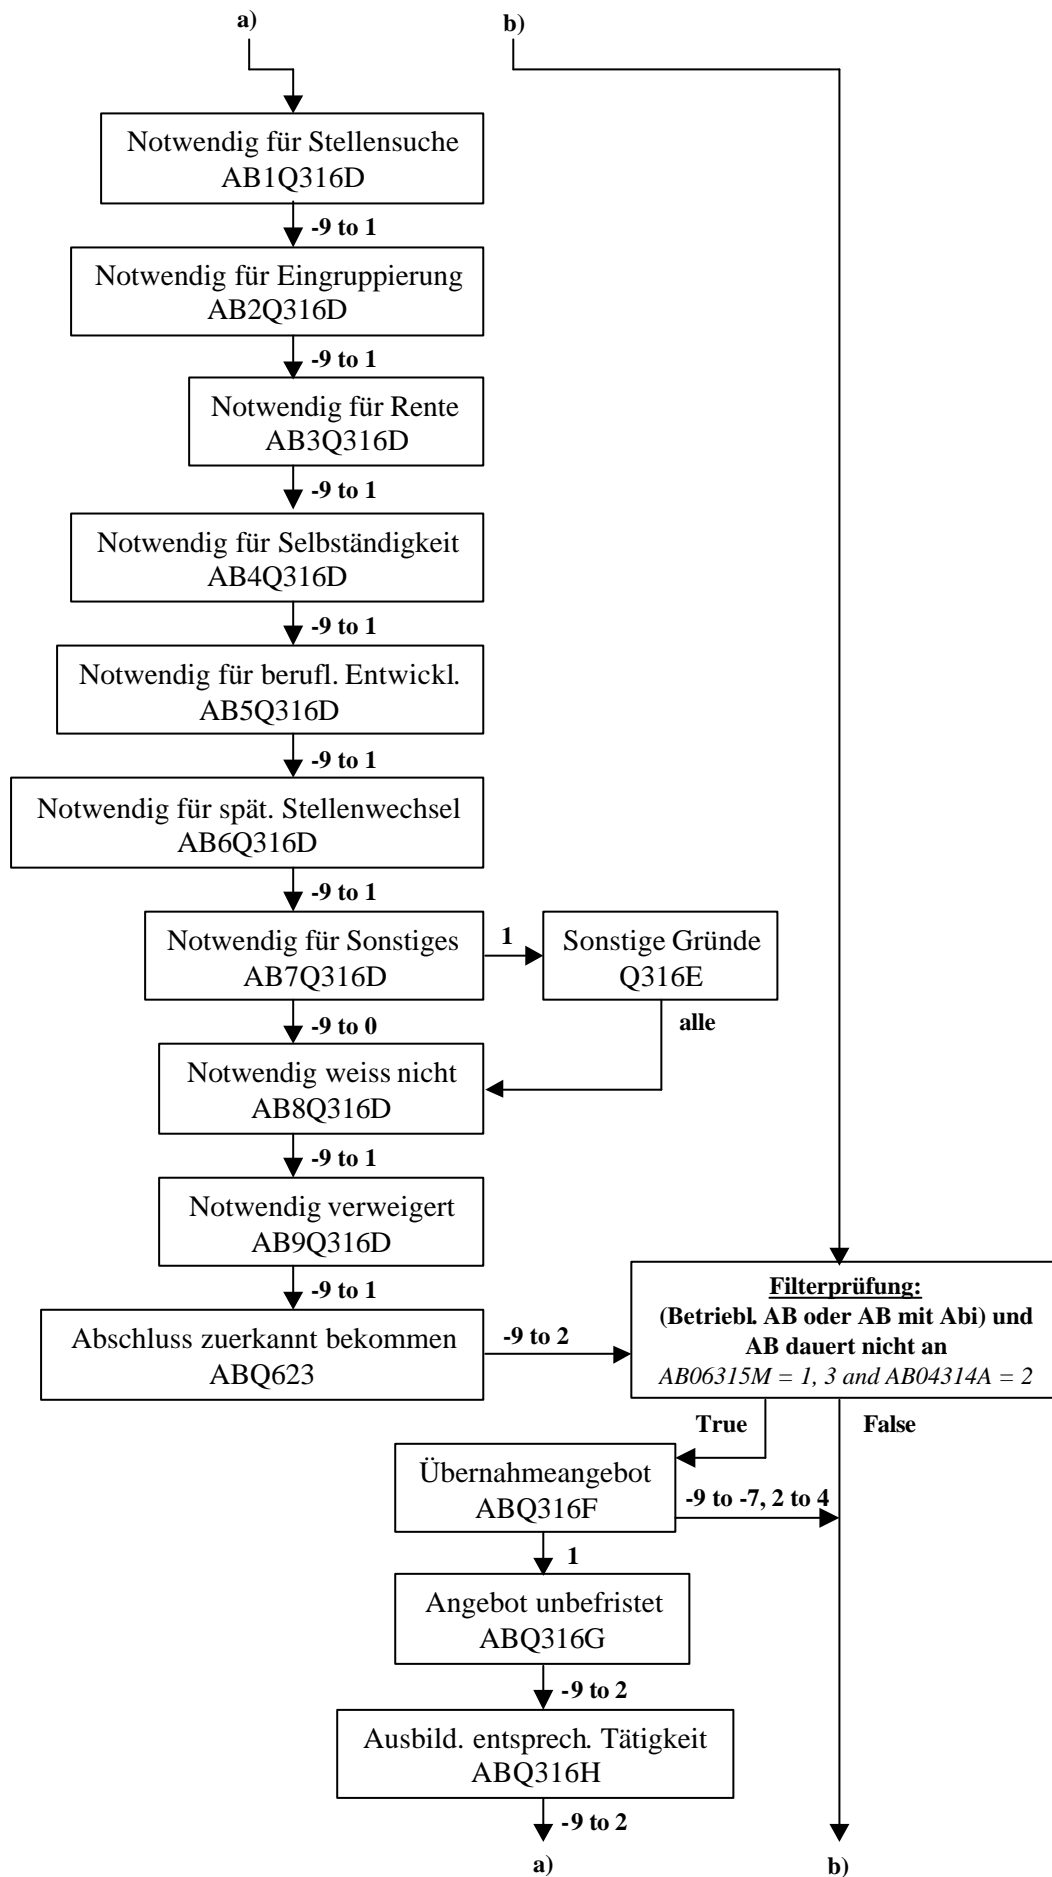 a)
b)
Notwendig für Stellensuche
AB1Q316D
-9 to 1
Notwendig für Eingruppierung
AB2Q316D
-9 to 1
Notwendig für Rente
AB3Q316D
-9 to 1
Notwendig für Selbständigkeit
AB4Q316D
-9 to 1
Notwendig für berufl. Entwickl.
AB5Q316D
-9 to 1
Notwendig für spät. Stellenwechsel
AB6Q316D
-9 to 1
Notwendig für Sonstiges
AB7Q316D
1
Sonstige Gründe
Q316E
-9 to 0
alle
Notwendig weiss nicht
AB8Q316D
-9 to 1
Notwendig verweigert
AB9Q316D
-9 to 1
Abschluss zuerkannt bekommen
ABQ623
-9 to 2
Filterprüfung:
(Betriebl. AB oder AB mit Abi) und
AB dauert nicht an
AB06315M = 1, 3 and AB04314A = 2
True
False
Übernahmeangebot
ABQ316F
-9 to -7, 2 to 4
1
Angebot unbefristet
ABQ316G
-9 to 2
Ausbild. entsprech. Tätigkeit
ABQ316H
-9 to 2
a)
b)